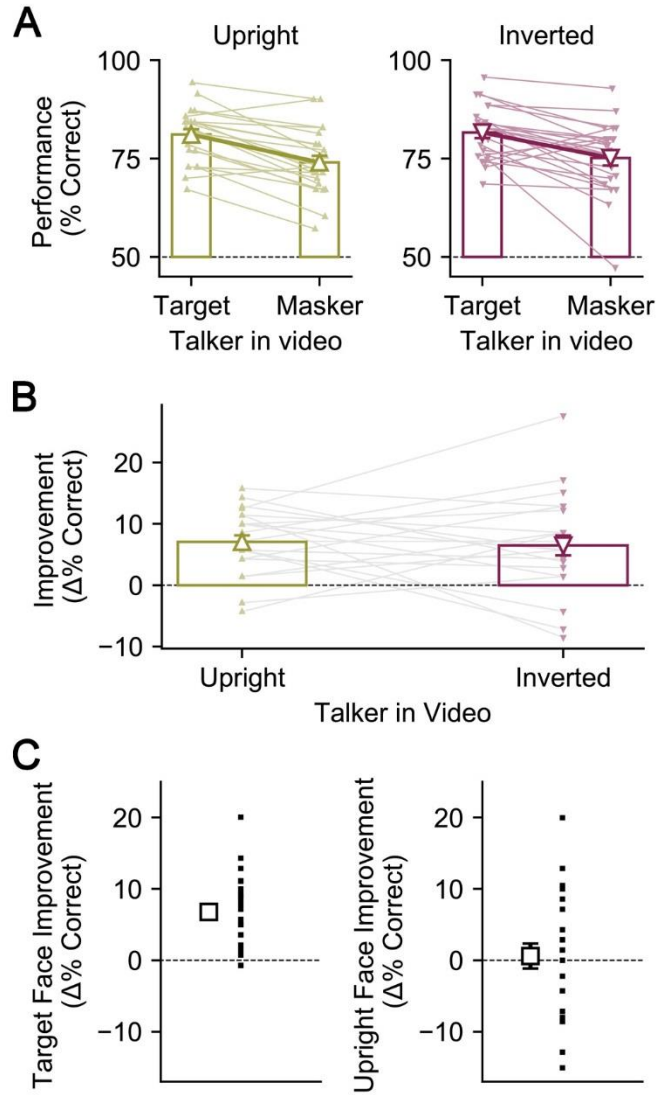 A
Upright
Inverted
Performance
(% Correct)
100
75
50
100
75
50
Target Masker
Talker in video
Target Masker
Talker in video
B
Improvement
(Δ% Correct)
20
10
0
−10
Upright
Inverted
Talker in Video
C
Target Face Improvement
(Δ% Correct)
20
10
0
−10
Upright Face Improvement
(Δ% Correct)
20
10
0
−10